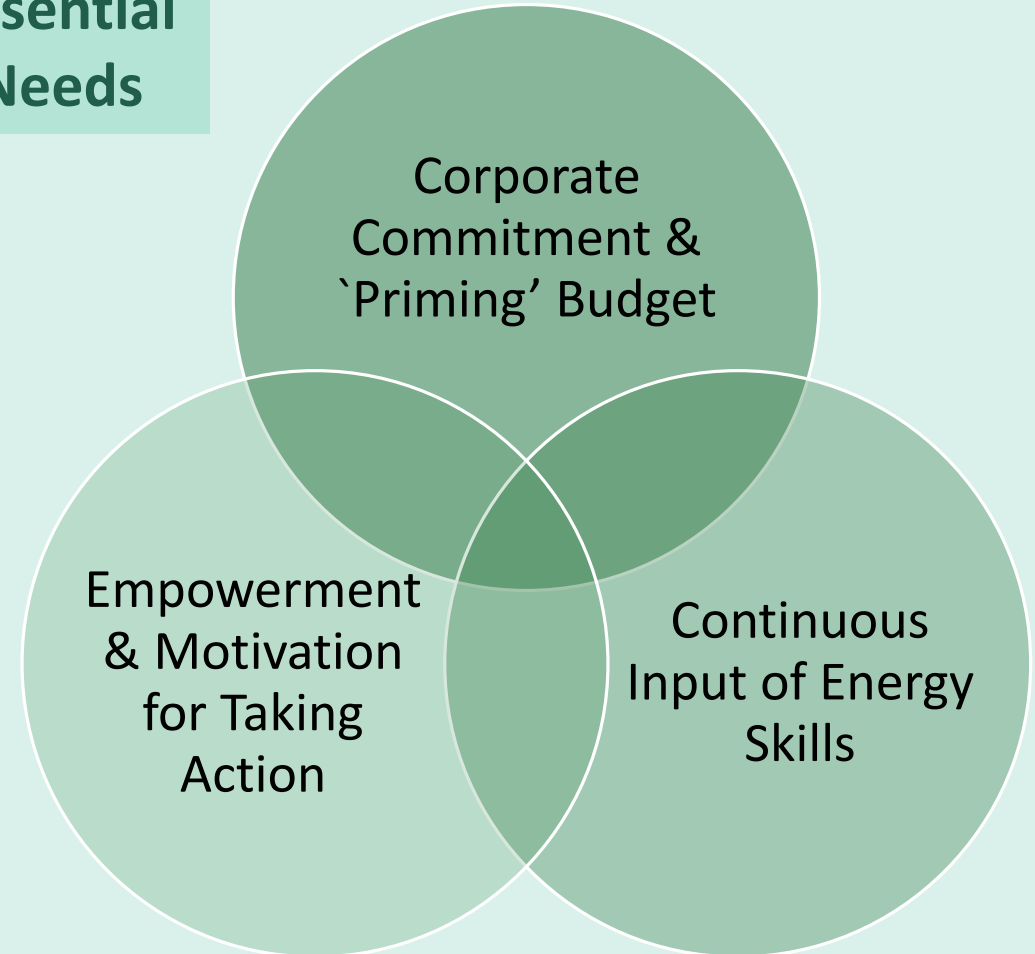 sential
Needs
Corporate
Commitment &
`Priming’ Budget
Empowerment
& Motivation
for Taking
Action
Continuous
Input of Energy
Skills